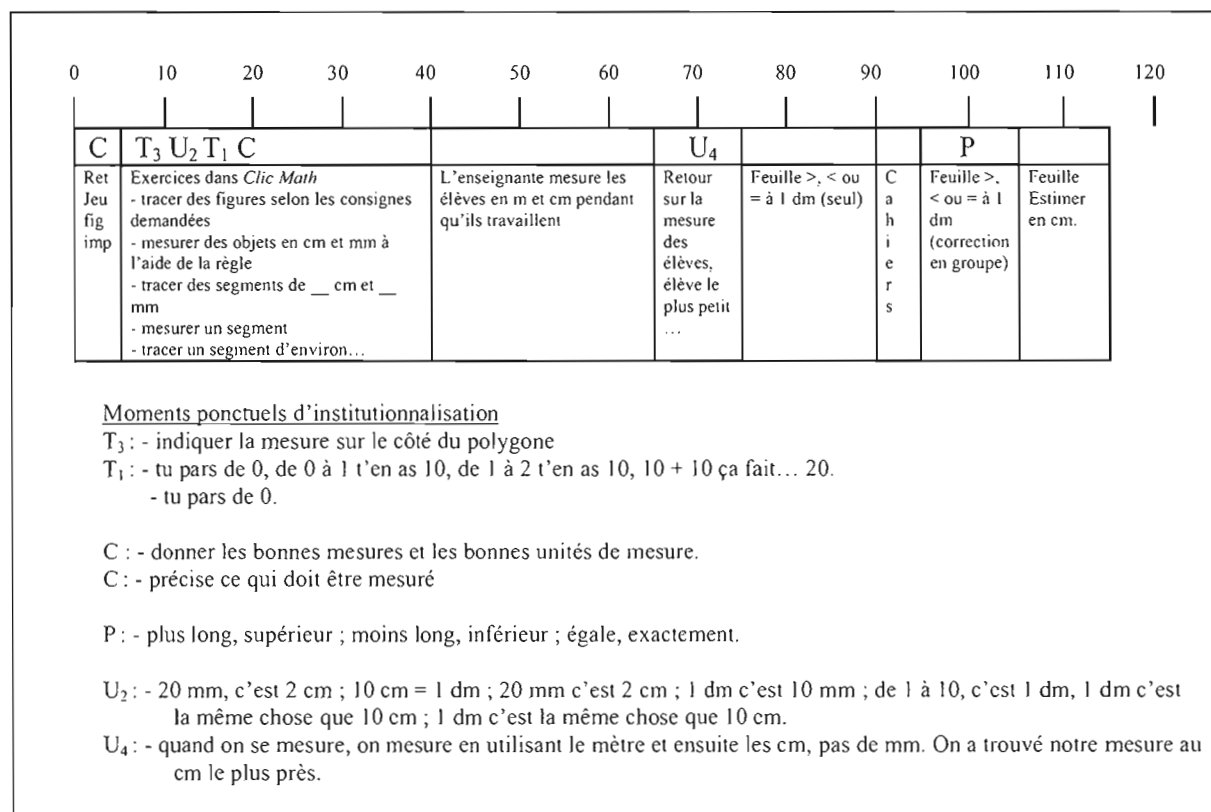 0 10 20 30 40 50 60 70 80 90 100 110 120
C T3 U2 T1 C U4 P
Ret
Jeu
fig
imp
Exercices dans Clic Math
- tracer des figures selon les consignes
demandées
- mesurer des objets en cm et mm à
l'aide de la règle
- tracer des segments de __ cm et __
mm
- mesurer un segment
- tracer un segment d'environ…
L'enseignante mesure les
élèves en m et cm pendant
qu'ils travaillent
Retour
sur la
mesure
des
élèves,
élève le
plus petit
…
Feuille >, < ou
= à 1 dm (seul)
C
a
h
i
e
r
s
Feuille >,
< ou = à 1
dm
(correction
en groupe)
Feuille
Estimer
en cm.
Moments ponctuels d'institutionnalisation
T3 : - indiquer la mesure sur le côté du polygone
T1 : - tu pars de 0, de 0 à 1 t'en as 10, de 1 à 2 t'en as 10, 10 + 10 ça fait… 20.
- tu pars de 0.
C : - donner les bonnes mesures et les bonnes unités de mesure.
C : - précise ce qui doit être mesuré
P : - plus long, supérieur ; moins long, inférieur ; égale, exactement.
U2 : - 20 mm, c'est 2 cm ; 10 cm = 1 dm ; 20 mm c'est 2 cm ; 1 dm c'est 10 mm ; de 1 à 10, c'est 1 dm, 1 dm c'est
la même chose que 10 cm ; 1 dm c'est la même chose que 10 cm.
U4 : - quand on se mesure, on mesure en utilisant le mètre et ensuite les cm, pas de mm. On a trouvé notre mesure au
cm le plus près.